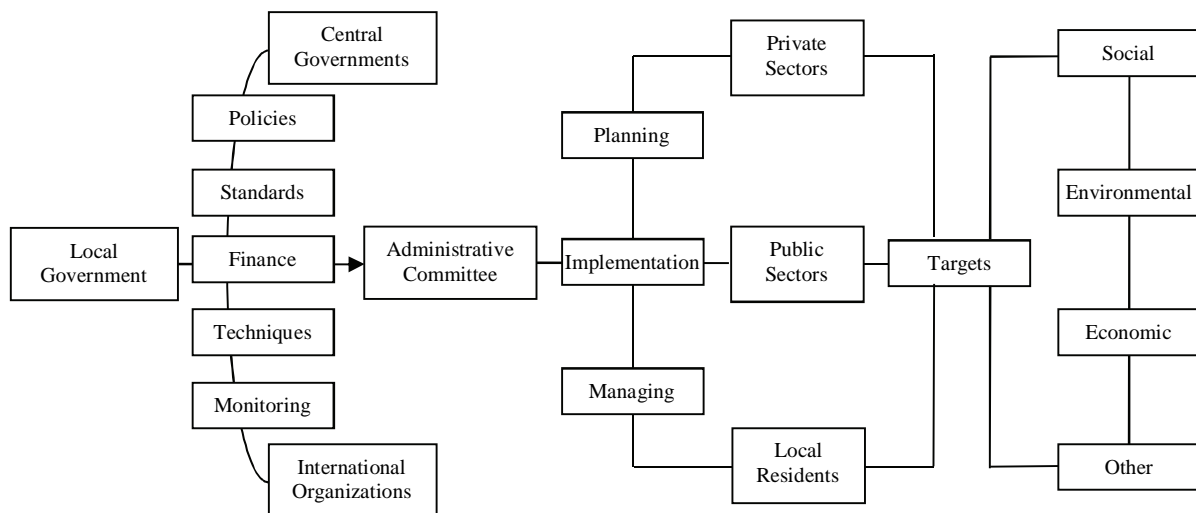 Central
Governments
Policies
Standards
Local
Government
Finance
Techniques
Monitoring
International
Organizations
Administrative
Committee
Planning
Implementation
Managing
Private
Sectors
Public
Sectors
Local
Residents
Targets
Social
Environmental
Economic
Other